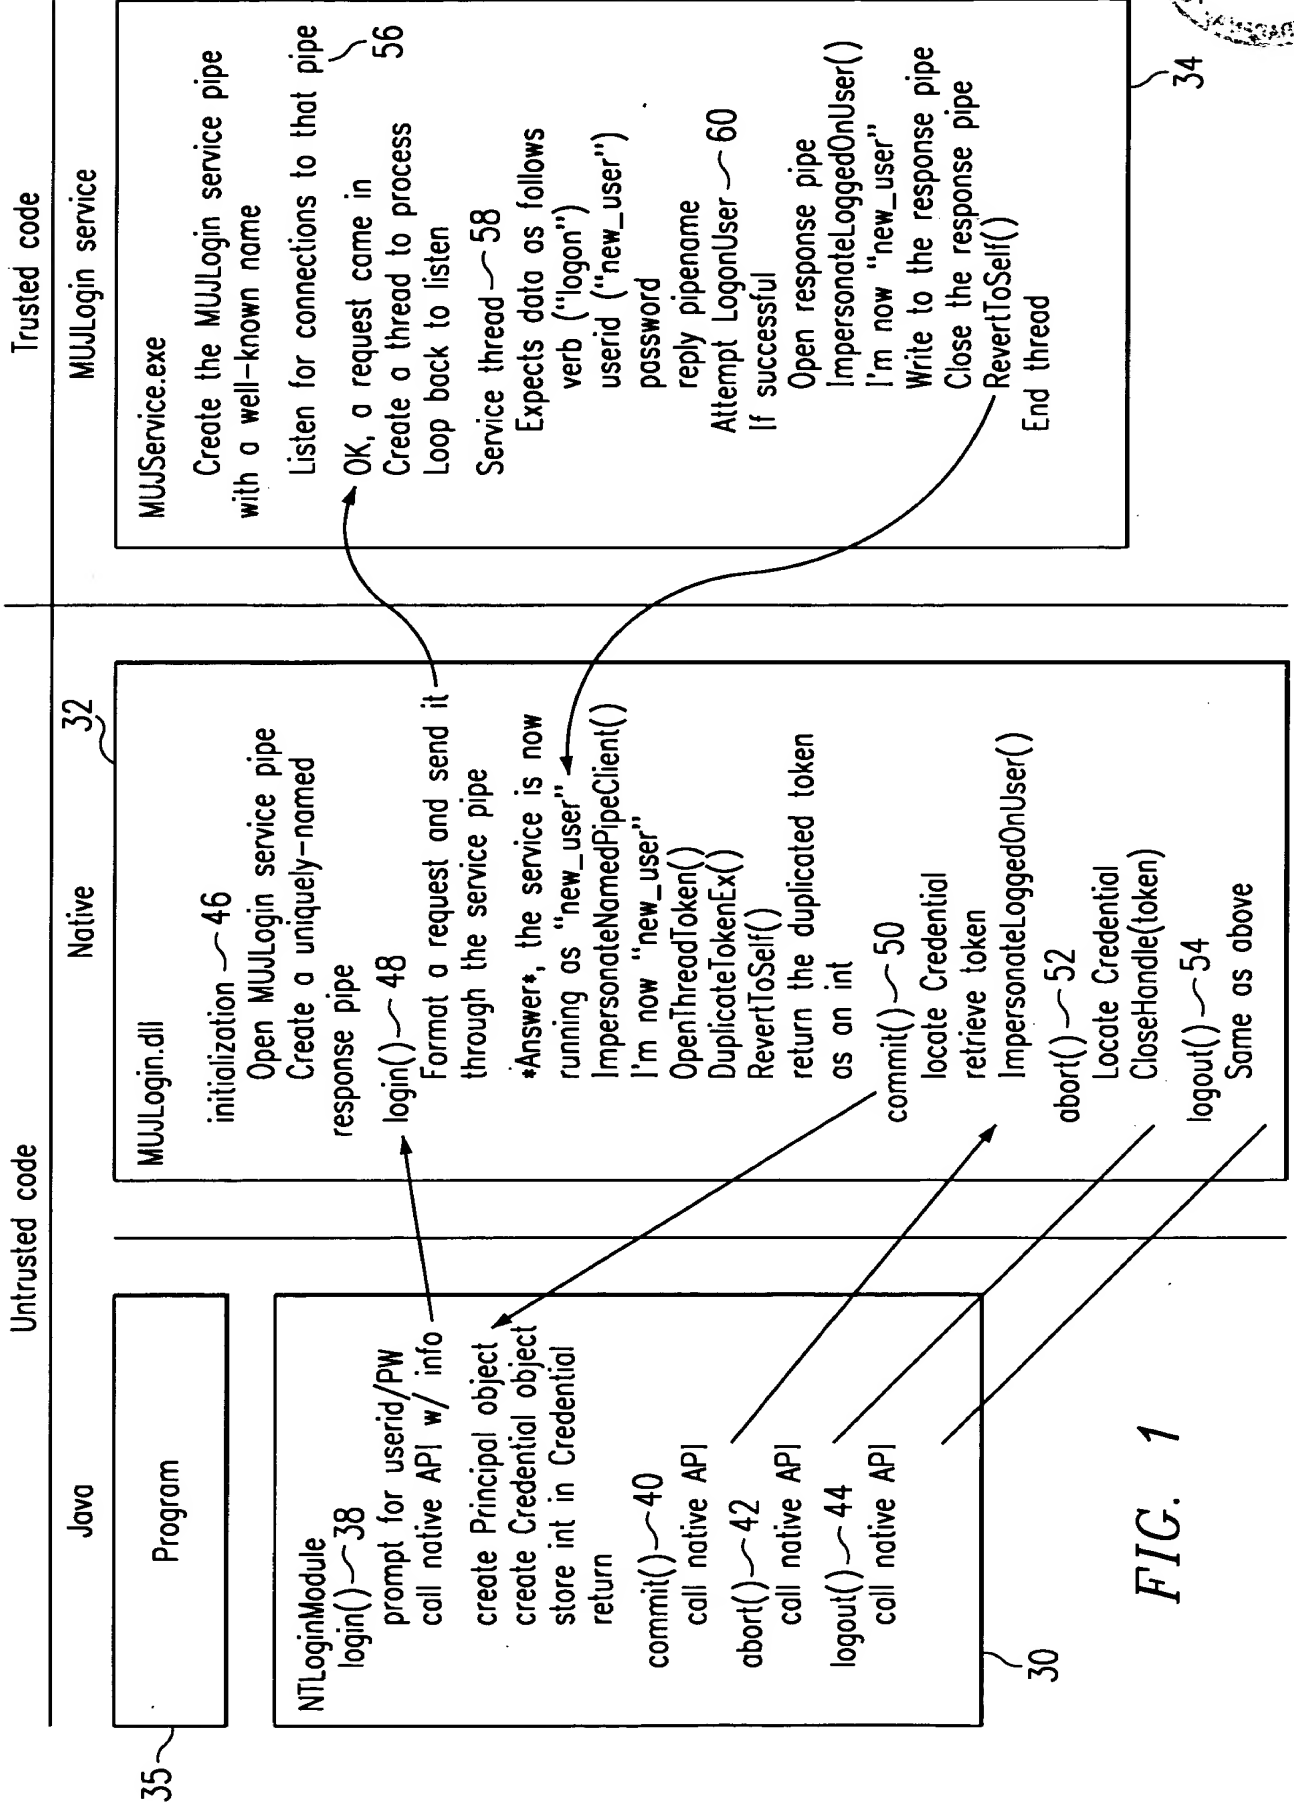 Untrusted code
Trusted code
Java
Native
MUJLogin service
35
Program
NTLoginModule
login()~38
prompt for userid/PW
call native API w/ info
create Principal object
create Credential object
store int in Credential
return
commit()~40
call native API
abort()~42
call native API
logout()~44
call native API
30
32
MUJLogin.dll
initialization~46
Open MUJLogin service pipe
Create a uniquely-named
response pipe
login()~48
Format a request and send it
through the service pipe
*Answer*, the service is now
running as "new_user"
ImpersonateNamedPipeClient()
I'm now "new_user"
OpenThreadToken()
DuplicateTokenEx()
RevertToSelf()
return the duplicated token
as an int
commit()~50
locate Credential
retrieve token
ImpersonateLoggedOnUser()
abort()~52
Locate Credential
CloseHandle(token)
logout()~54
Same as above
MUJService.exe
Create the MUJLogin service pipe
with a well-known name
Listen for connections to that pipe
56
OK, a request came in
Create a thread to process
Loop back to listen
Service thread~58
Expects data as follows
verb ("logon")
userid ("new_user")
password
reply pipename
Attempt LogonUser~60
If successful
Open response pipe
ImpersonateLoggedOnUser()
I'm now "new_user"
Write to the response pipe
Close the response pipe
RevertToSelf()
End thread
34
FIG. 1